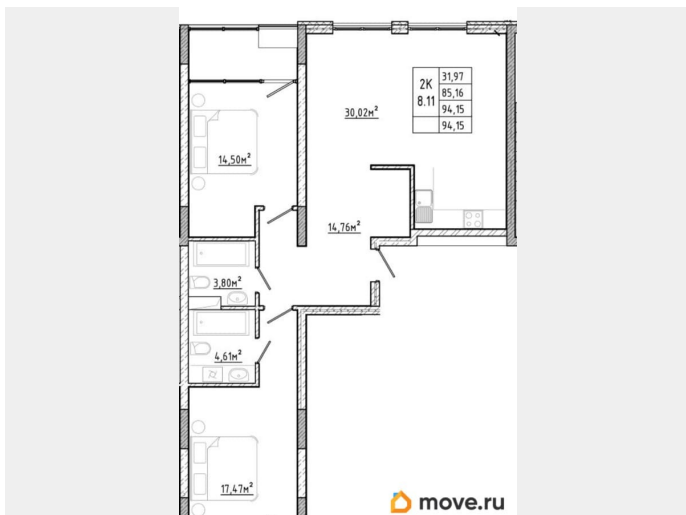 31,97
2К
85,16
8.11
94,15
94,15
30,02м²
14,50м²
14,76м²
3,80м²
4,61м²
17,47м²
move.ru